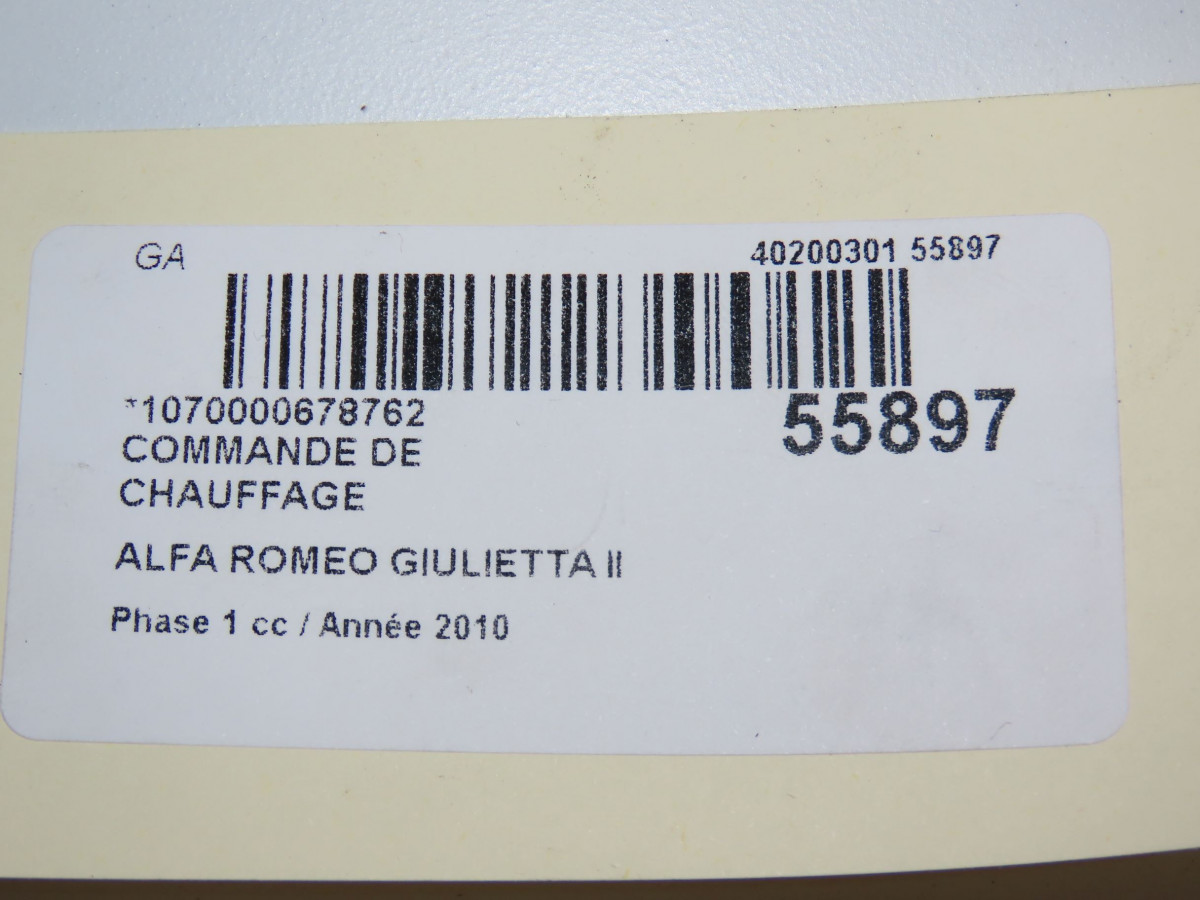 GA
40200301 55897
*1070000678762
55897
COMMANDE DE
CHAUFFAGE
ALFA ROMEO GIULIETTA II
Phase 1 cc / Année 2010